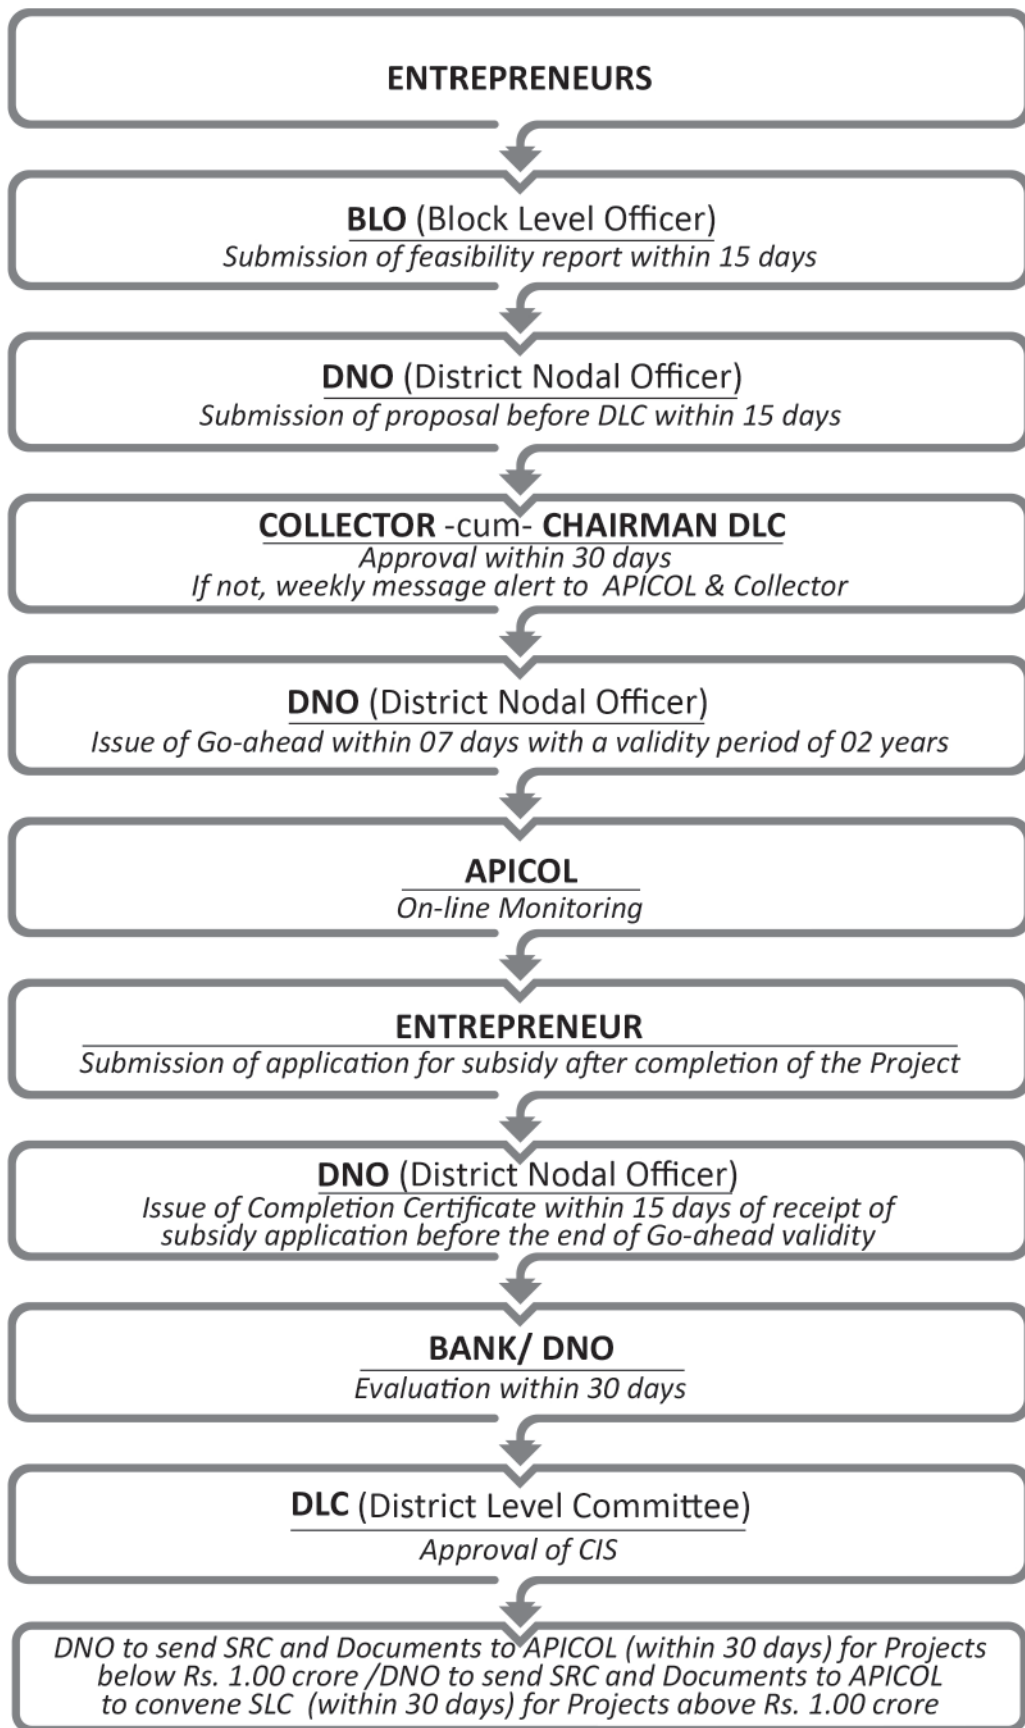 ENTREPRENEURS
BLO (Block Level Officer)
Submission of feasibility report within 15 days
DNO (District Nodal Officer)
Submission of proposal before DLC within 15 days
COLLECTOR -cum- CHAIRMAN DLC
Approval within 30 days
If not, weekly message alert to APICOL & Collector
DNO (District Nodal Officer)
Issue of Go-ahead within 07 days with a validity period of 02 years
APICOL
On-line Monitoring
ENTREPRENEUR
Submission of application for subsidy after completion of the Project
DNO (District Nodal Officer)
Issue of Completion Certificate within 15 days of receipt of
subsidy application before the end of Go-ahead validity
BANK/ DNO
Evaluation within 30 days
DLC (District Level Committee)
Approval of CIS
DNO to send SRC and Documents to APICOL (within 30 days) for Projects
below Rs. 1.00 crore /DNO to send SRC and Documents to APICOL
to convene SLC (within 30 days) for Projects above Rs. 1.00 crore